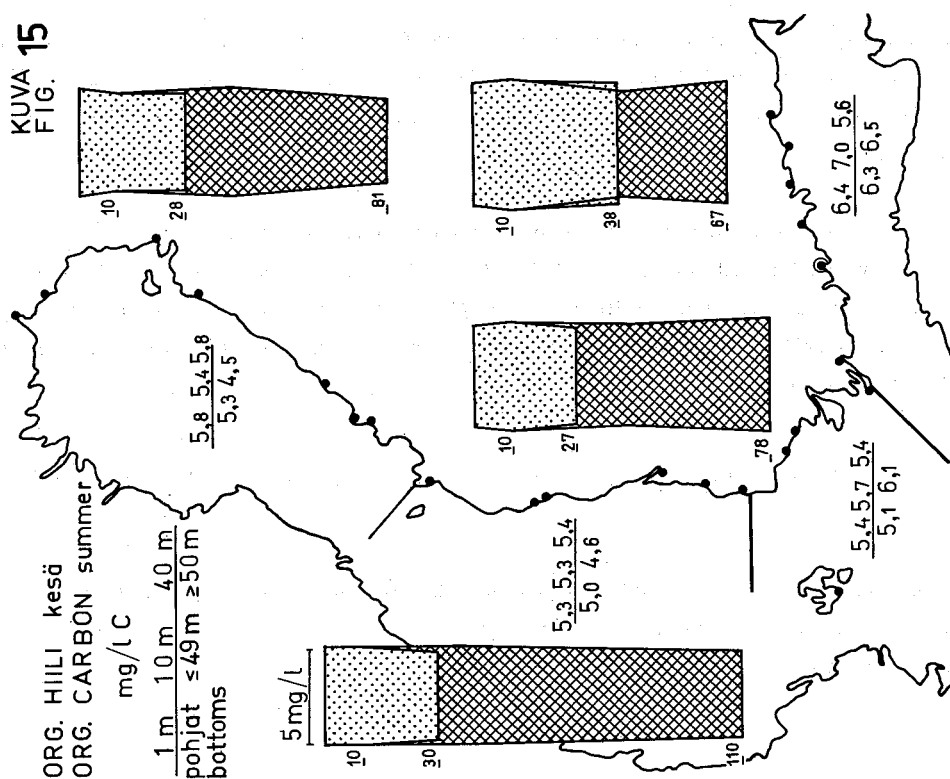 KUVA
FIG. 15
ORG. HIILI kesä
ORG. CARBON summer
mg/l C
1 m 10 m 40 m
pohjat ≤49m ≥50m
bottoms
5 mg/l
10
30
110
5,8 5,4 5,8
5,3 4,5
10
28
81
5,3 5,3 5,4
5,0 4,6
10
27
78
5,4 5,7 5,4
5,1 6,1
10
38
67
6,4 7,0 5,6
6,3 6,5